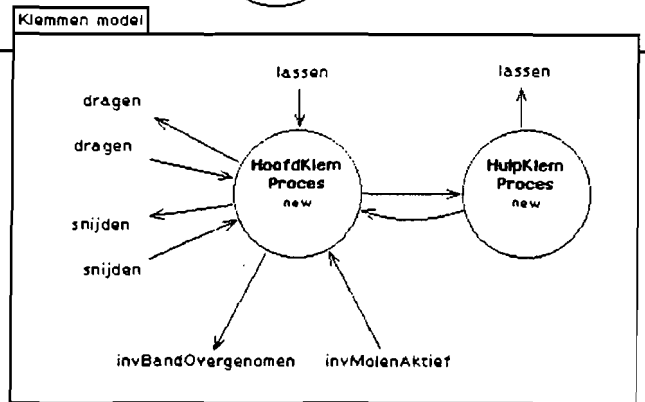 Klemmen model
lassen
lassen
dragen
dragen
HoofdKlem
Proces
new
HulpKlem
Proces
new
snijden
snijden
invBandOvergenomen
invMolenAktief